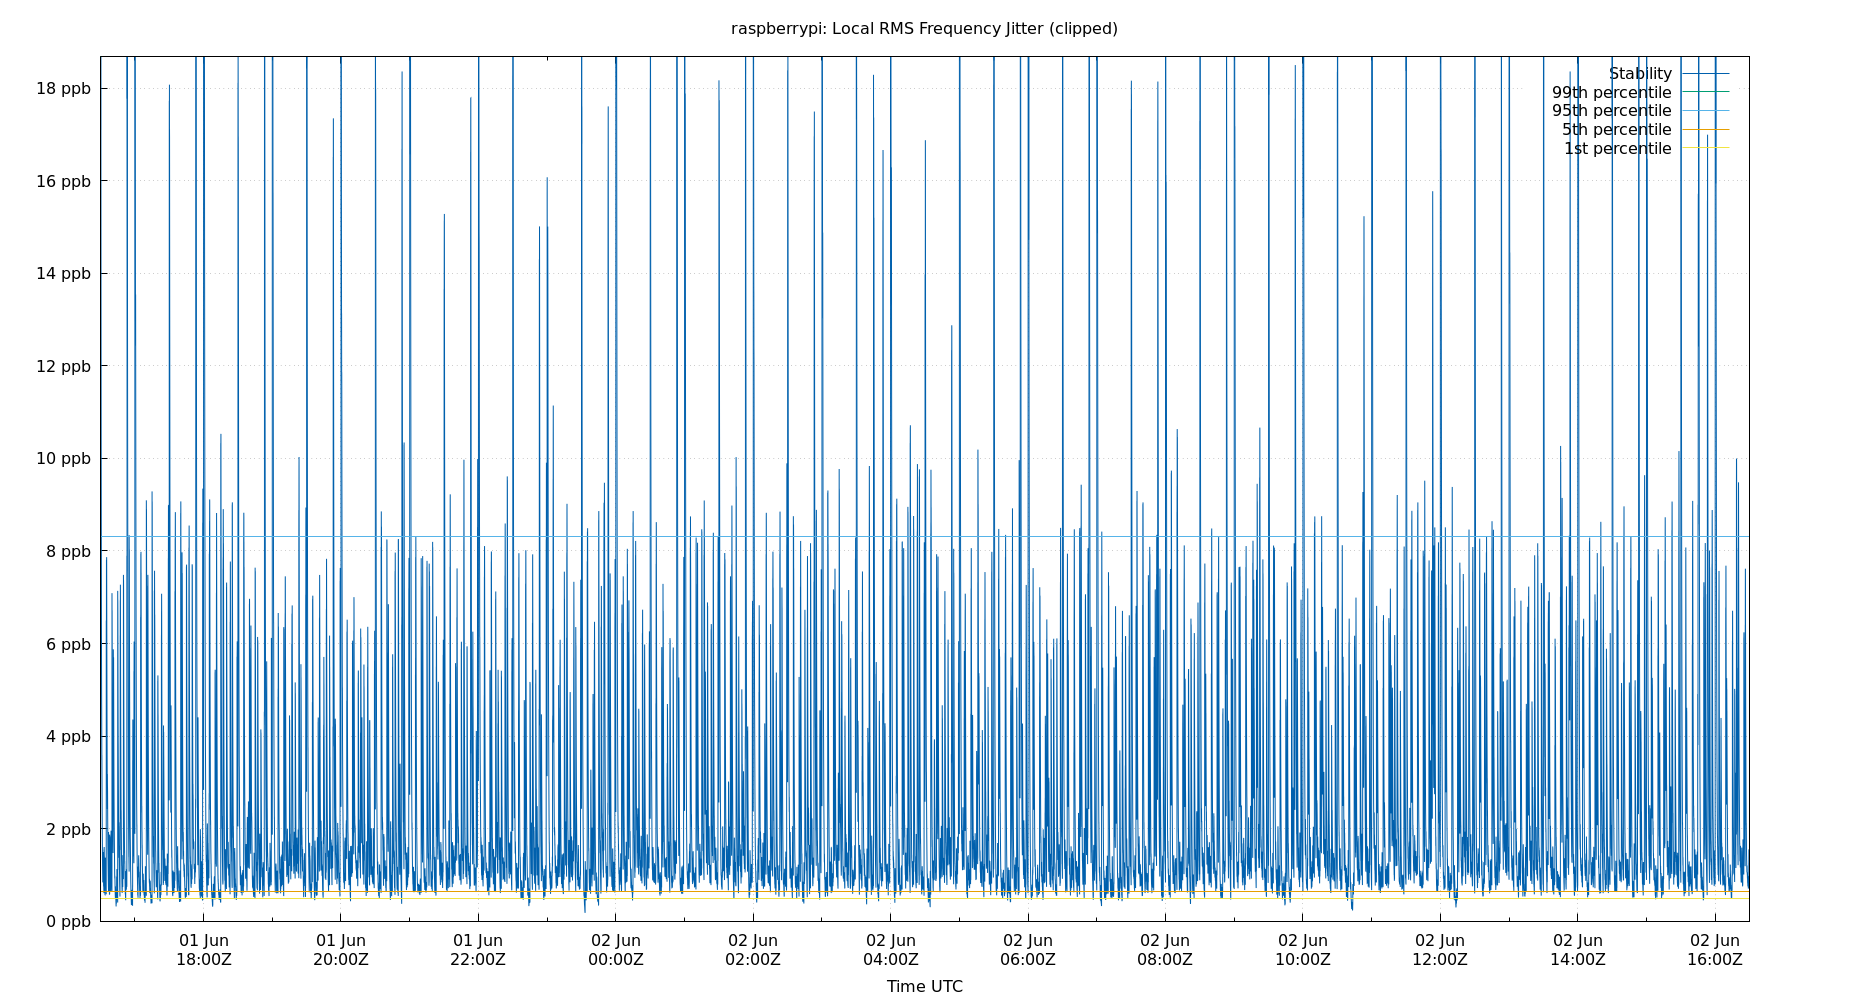 raspberrypi: Local RMS Frequency Jitter (clipped)
18 ppb
16 ppb
14 ppb
12 ppb
10 ppb
8 ppb
6 ppb
4 ppb
2 ppb
0 ppb
Stability
99th percentile
95th percentile
5th percentile
1st percentile
01 Jun 01 Jun 01 Jun 02 Jun 02 Jun 02 Jun 02 Jun 02 Jun 02 Jun 02 Jun 02 Jun 02 Jun
18:00Z 20:00Z 22:00Z 00:00Z 02:00Z 04:00Z 06:00Z 08:00Z 10:00Z 12:00Z 14:00Z 16:00Z
Time UTC